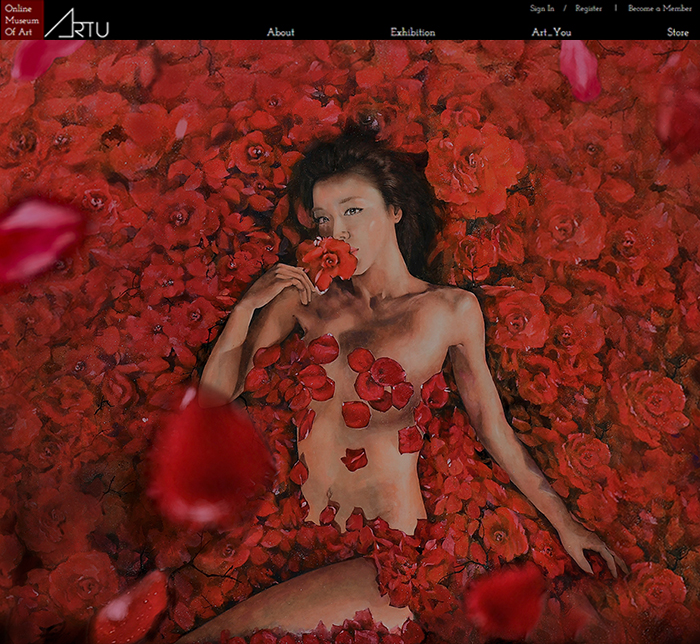 Online
Museum
Of Art
ARTU
Sign In / Register | Become a Member
About Exhibition Art_You Store